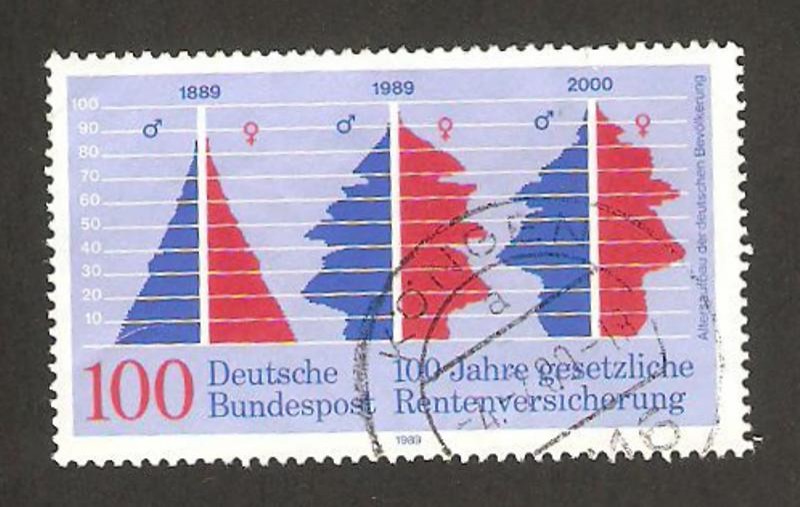 1889 1989 2000
♂ ♀ ♂ ♀ ♂ ♀
100
90
80
70
60
50
40
30
20
10
Altersaufbau der deutschen Bevölkerung
100 Deutsche Bundespost
100 Jahre gesetzliche
Rentenversicherung
1989
KÖNGEN
a